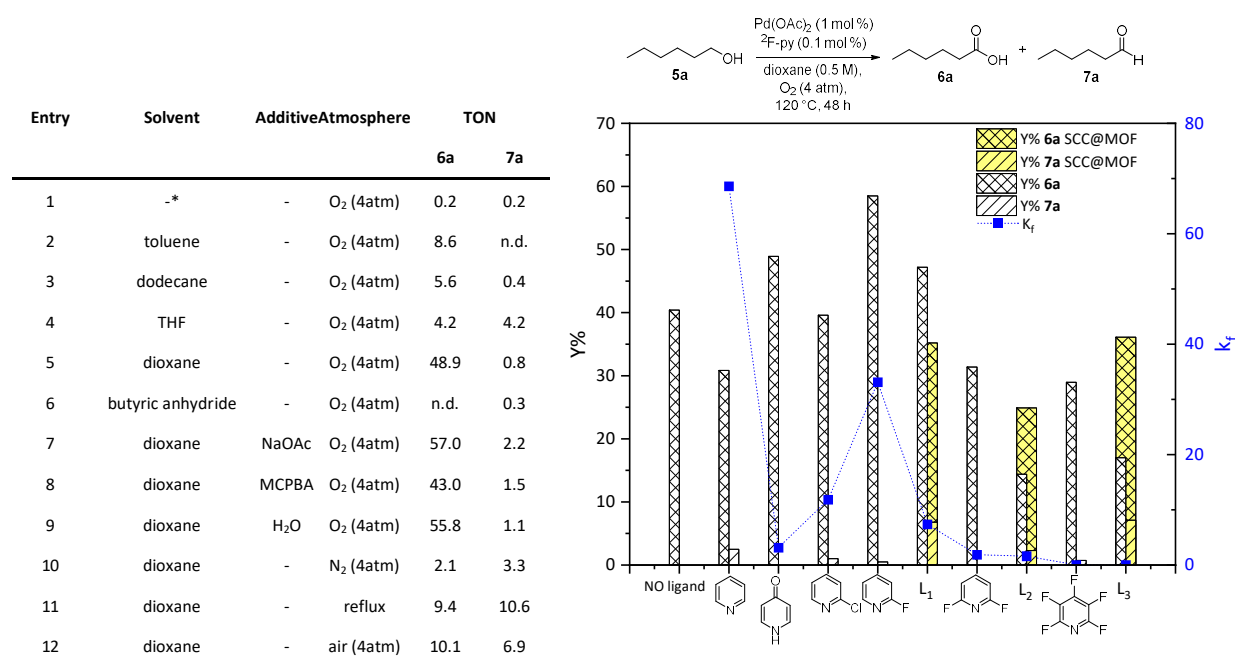 Entry Solvent AdditiveAtmosphere TON
6a 7a
1 -* - O₂ (4atm) 0.2 0.2
2 toluene - O₂ (4atm) 8.6 n.d.
3 dodecane - O₂ (4atm) 5.6 0.4
4 THF - O₂ (4atm) 4.2 4.2
5 dioxane - O₂ (4atm) 48.9 0.8
6 butyric anhydride - O₂ (4atm) n.d. 0.3
7 dioxane NaOAc O₂ (4atm) 57.0 2.2
8 dioxane MCPBA O₂ (4atm) 43.0 1.5
9 dioxane H₂O O₂ (4atm) 55.8 1.1
10 dioxane - N₂ (4atm) 2.1 3.3
11 dioxane - reflux 9.4 10.6
12 dioxane - air (4atm) 10.1 6.9
Pd(OAc)₂ (1 mol%)
²F-py (0.1 mol%)
dioxane (0.5 M),
O₂ (4 atm),
120 °C, 48 h
OH
5a
O
OH
6a
+
O
H
7a
Y% 6a SCC@MOF
Y% 7a SCC@MOF
Y% 6a
Y% 7a
K_f
Y%
70
60
50
40
30
20
10
0
k_f
80
60
40
20
0
NO ligand
N
O
N
H
N Cl
N F
L₁
F N F
L₂
F
F F
F N F
L₃